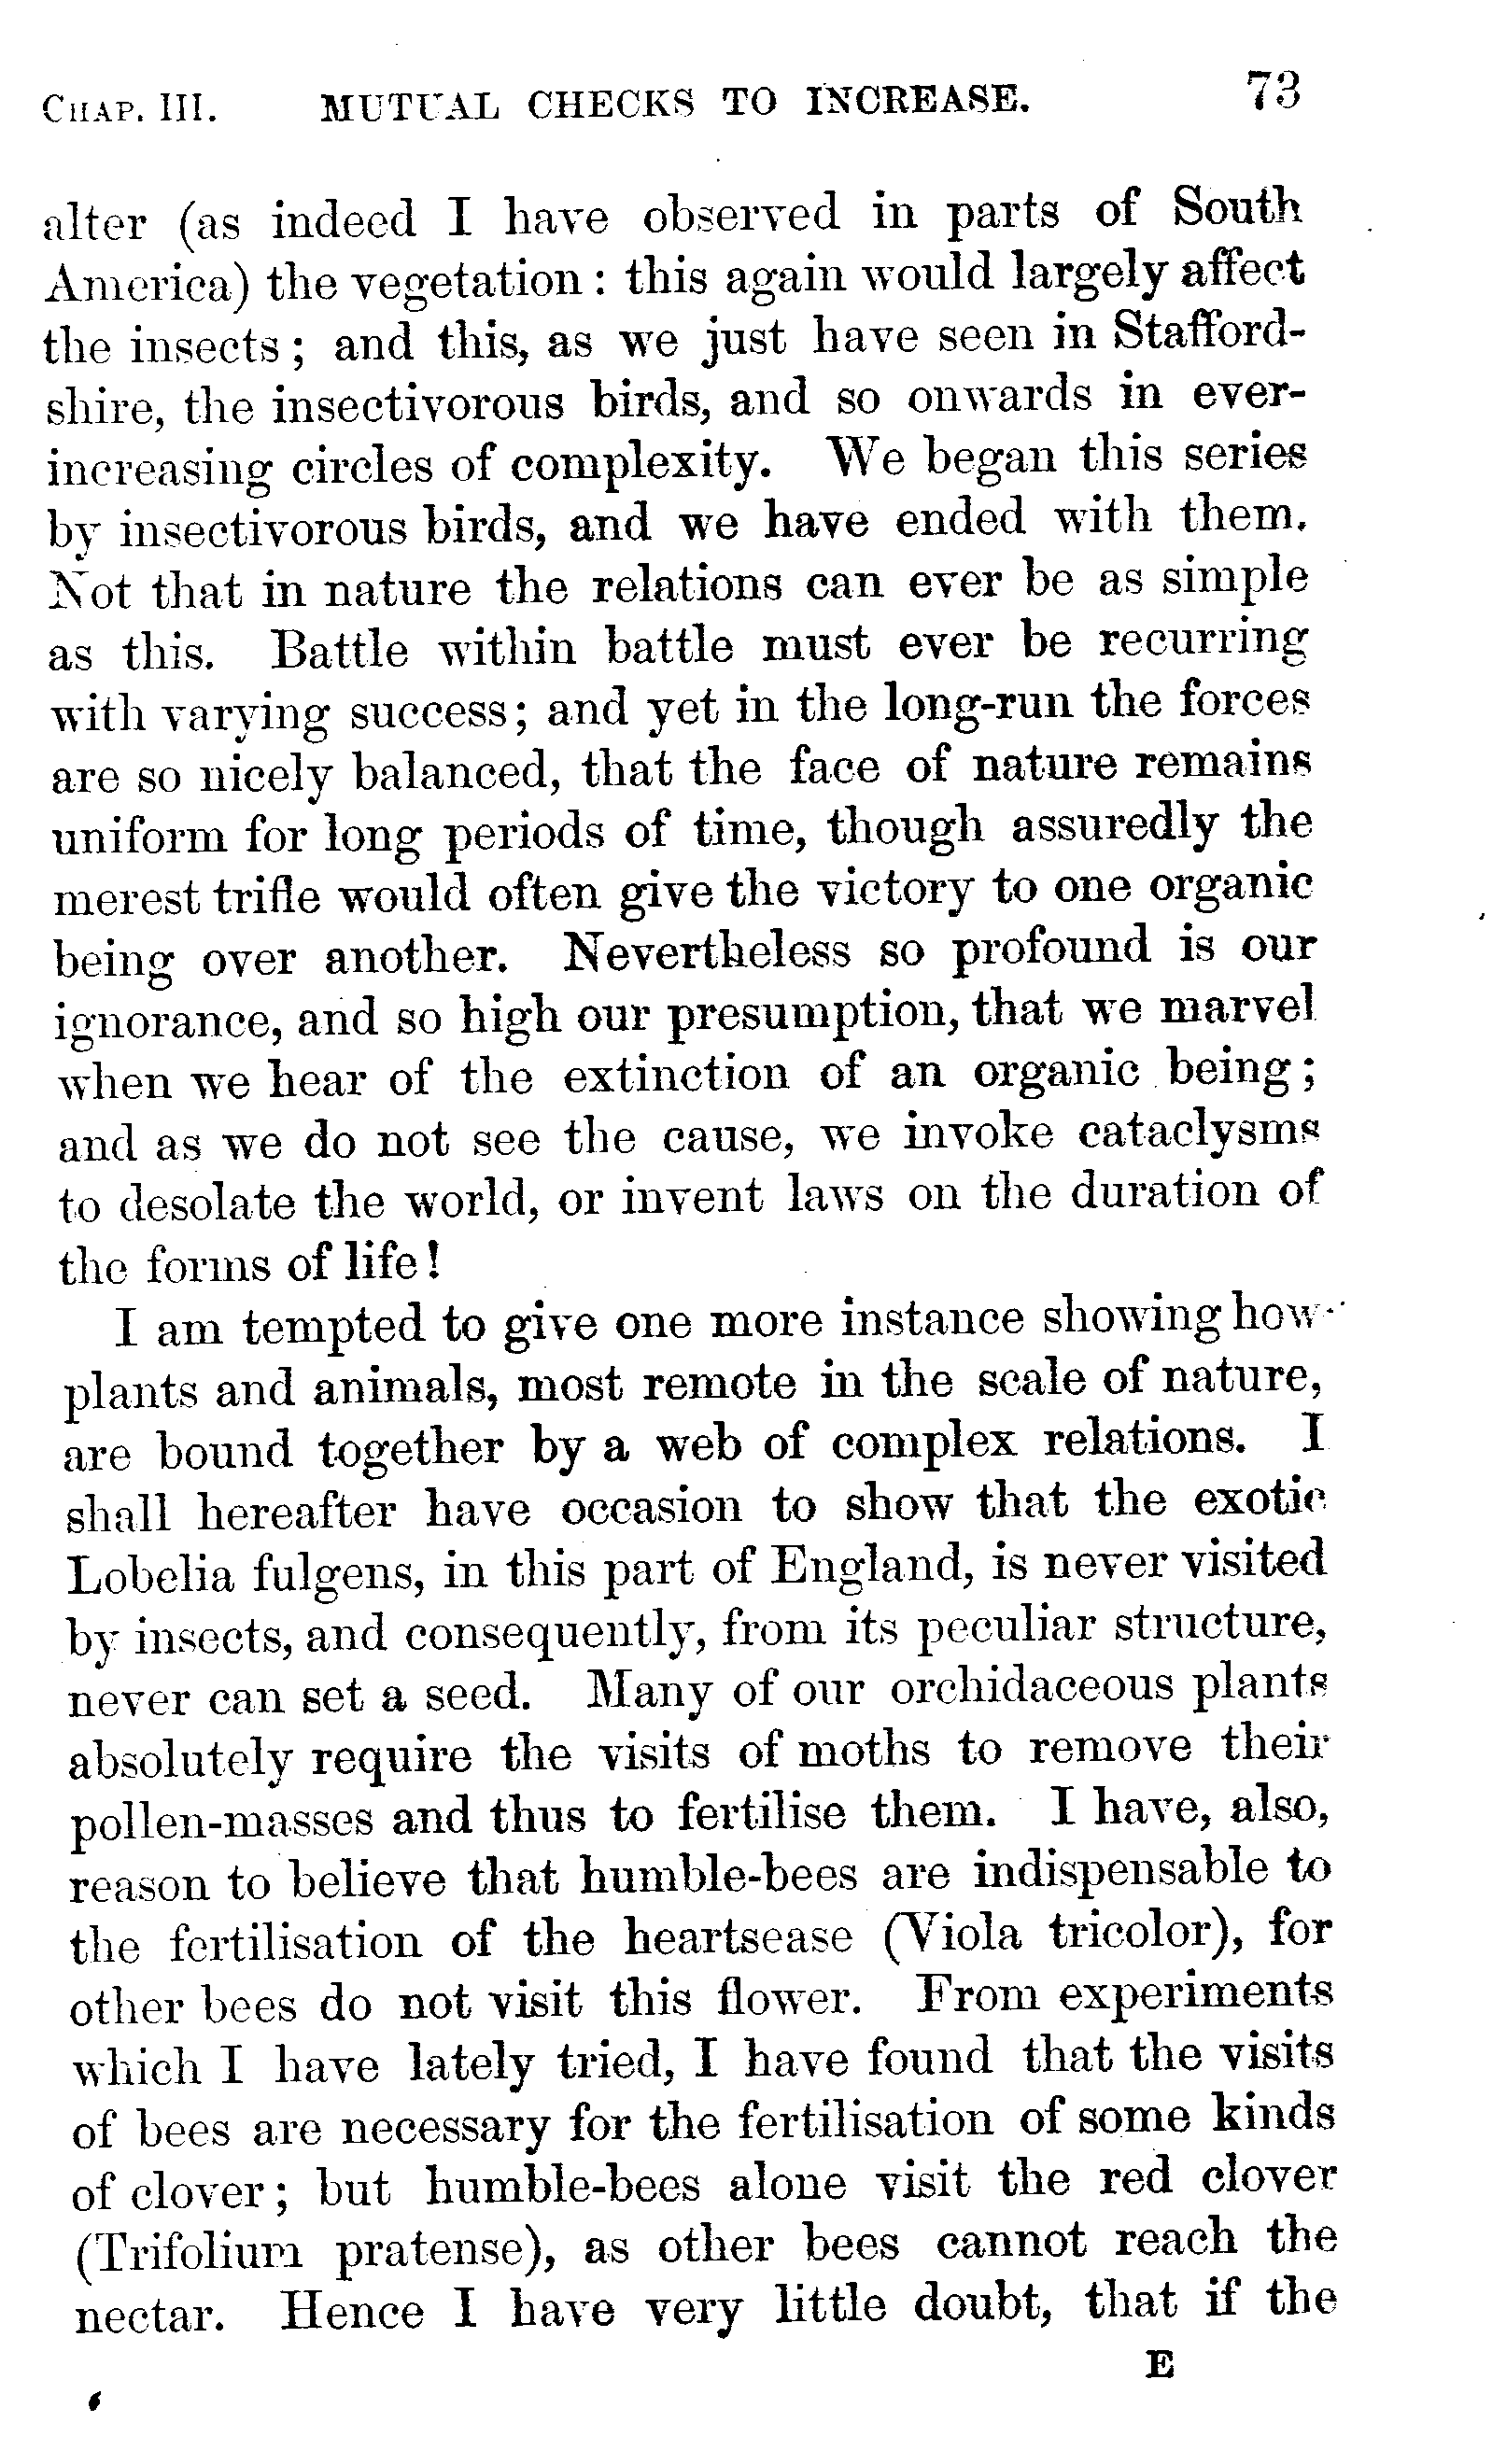 CHAP. III. MUTUAL CHECKS TO INCREASE. 73
alter (as indeed I have observed in parts of South
America) the vegetation : this again would largely affect
the insects ; and this, as we just have seen in Stafford-
shire, the insectivorous birds, and so onwards in ever-
increasing circles of complexity. We began this series
by insectivorous birds, and we have ended with them.
Not that in nature the relations can ever be as simple
as this. Battle within battle must ever be recurring
with varying success ; and yet in the long-run the forces
are so nicely balanced, that the face of nature remains
uniform for long periods of time, though assuredly the
merest trifle would often give the victory to one organic
being over another. Nevertheless so profound is our
ignorance, and so high our presumption, that we marvel
when we hear of the extinction of an organic being ;
and as we do not see the cause, we invoke cataclysms
to desolate the world, or invent laws on the duration of
the forms of life !
I am tempted to give one more instance showing how
plants and animals, most remote in the scale of nature,
are bound together by a web of complex relations. I
shall hereafter have occasion to show that the exotic
Lobelia fulgens, in this part of England, is never visited
by insects, and consequently, from its peculiar structure,
never can set a seed. Many of our orchidaceous plants
absolutely require the visits of moths to remove their
pollen-masses and thus to fertilise them. I have, also,
reason to believe that humble-bees are indispensable to
the fertilisation of the heartsease (Viola tricolor), for
other bees do not visit this flower. From experiments
which I have lately tried, I have found that the visits
of bees are necessary for the fertilisation of some kinds
of clover ; but humble-bees alone visit the red clover
(Trifolium pratense), as other bees cannot reach the
nectar. Hence I have very little doubt, that if the
E